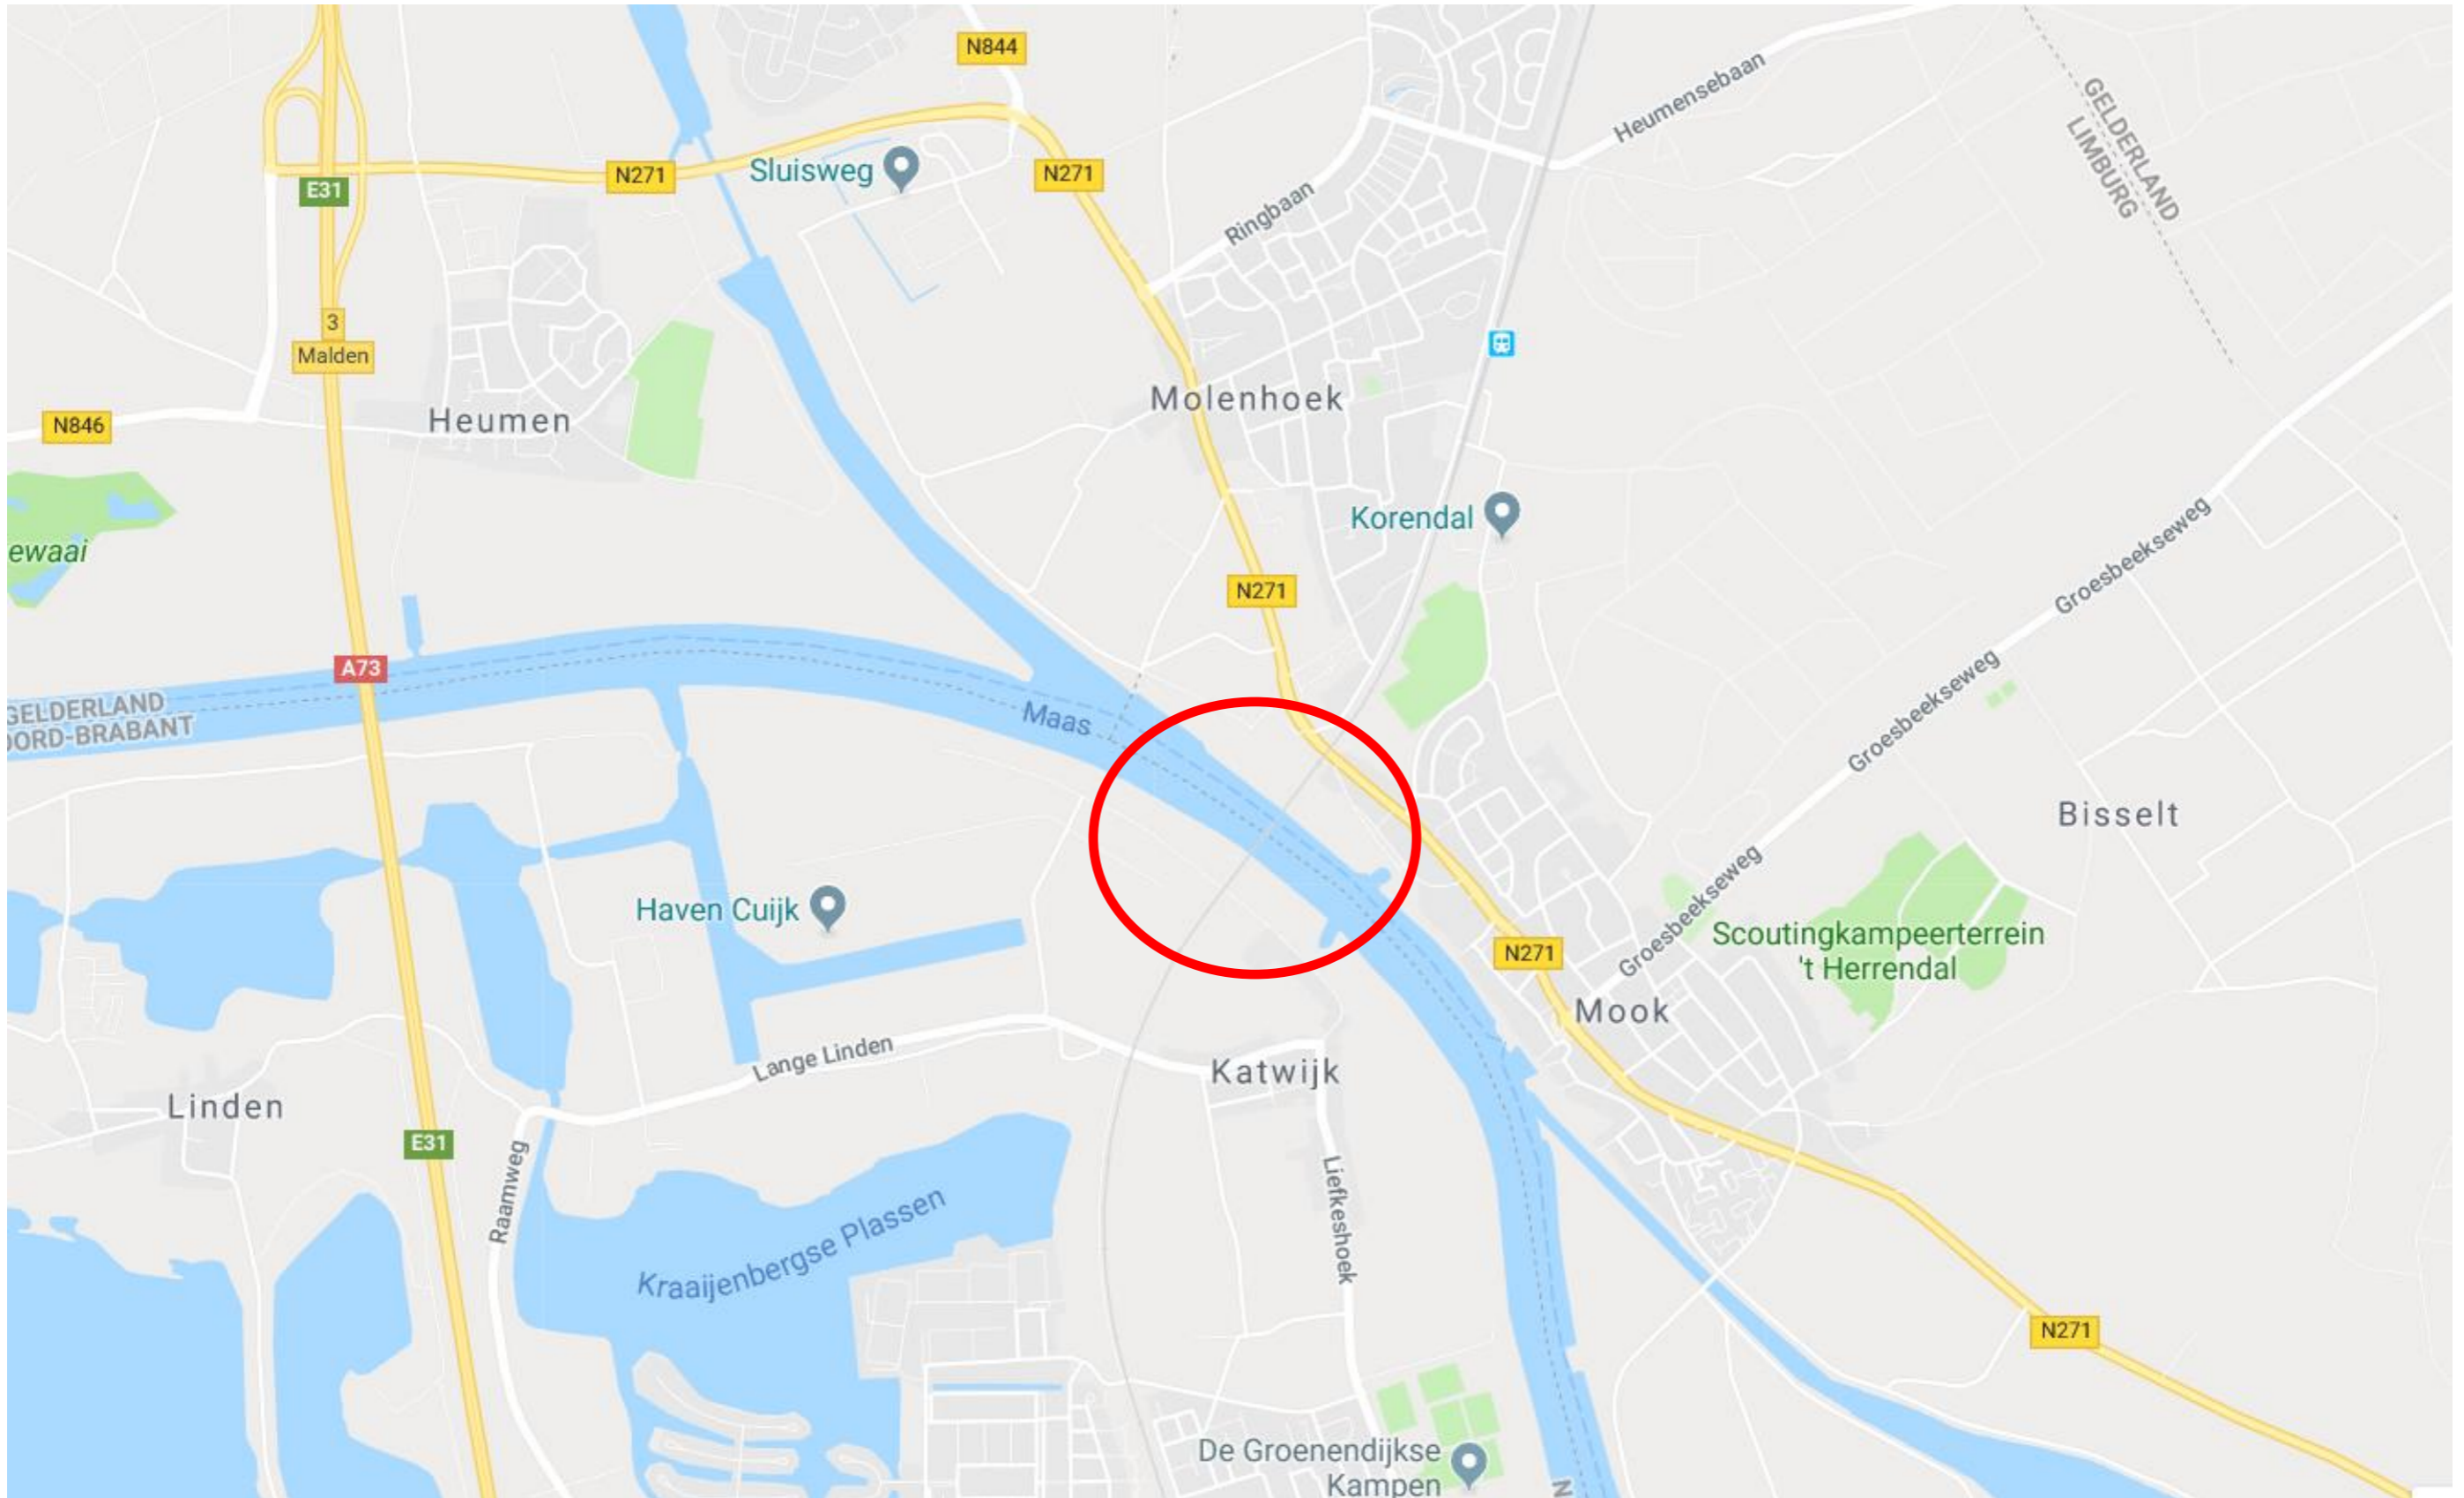 N844
Heumensebaan
GELDERLAND
LIMBURG
Sluisweg
N271
N271
E31
Ringbaan
3
Malden
Molenhoek
N846
Heumen
Korendal
Groesbeekseweg
ewaai
N271
A73
Groesbeekseweg
GELDERLAND
OORD-BRABANT
Maas
Bisselt
Groesbeekseweg
Haven Cuijk
N271
Scoutingkampeerterrein
't Herrendal
Mook
Lange Linden
Katwijk
Linden
E31
Raamweg
Liefkeshoek
Kraaijenbergse Plassen
N271
De Groenendijkse
Kampen
N